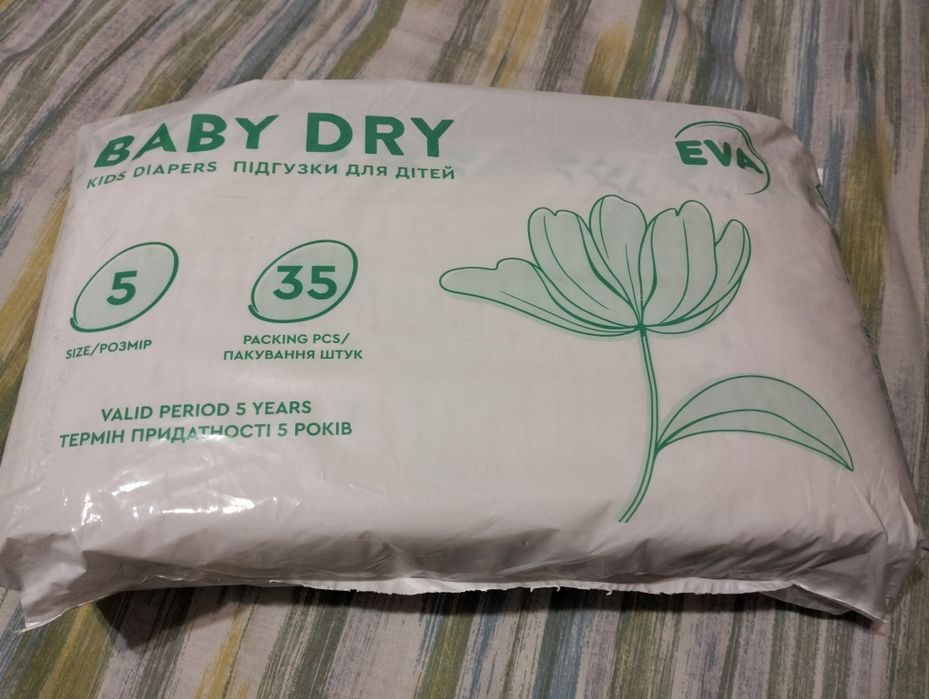 BABY DRY
KIDS DIAPERS ПІДГУЗКИ ДЛЯ ДІТЕЙ
EVA
5
SIZE/РОЗМІР
35
PACKING PCS/
ПАКУВАННЯ ШТУК
VALID PERIOD 5 YEARS
ТЕРМІН ПРИДАТНОСТІ 5 РОКІВ